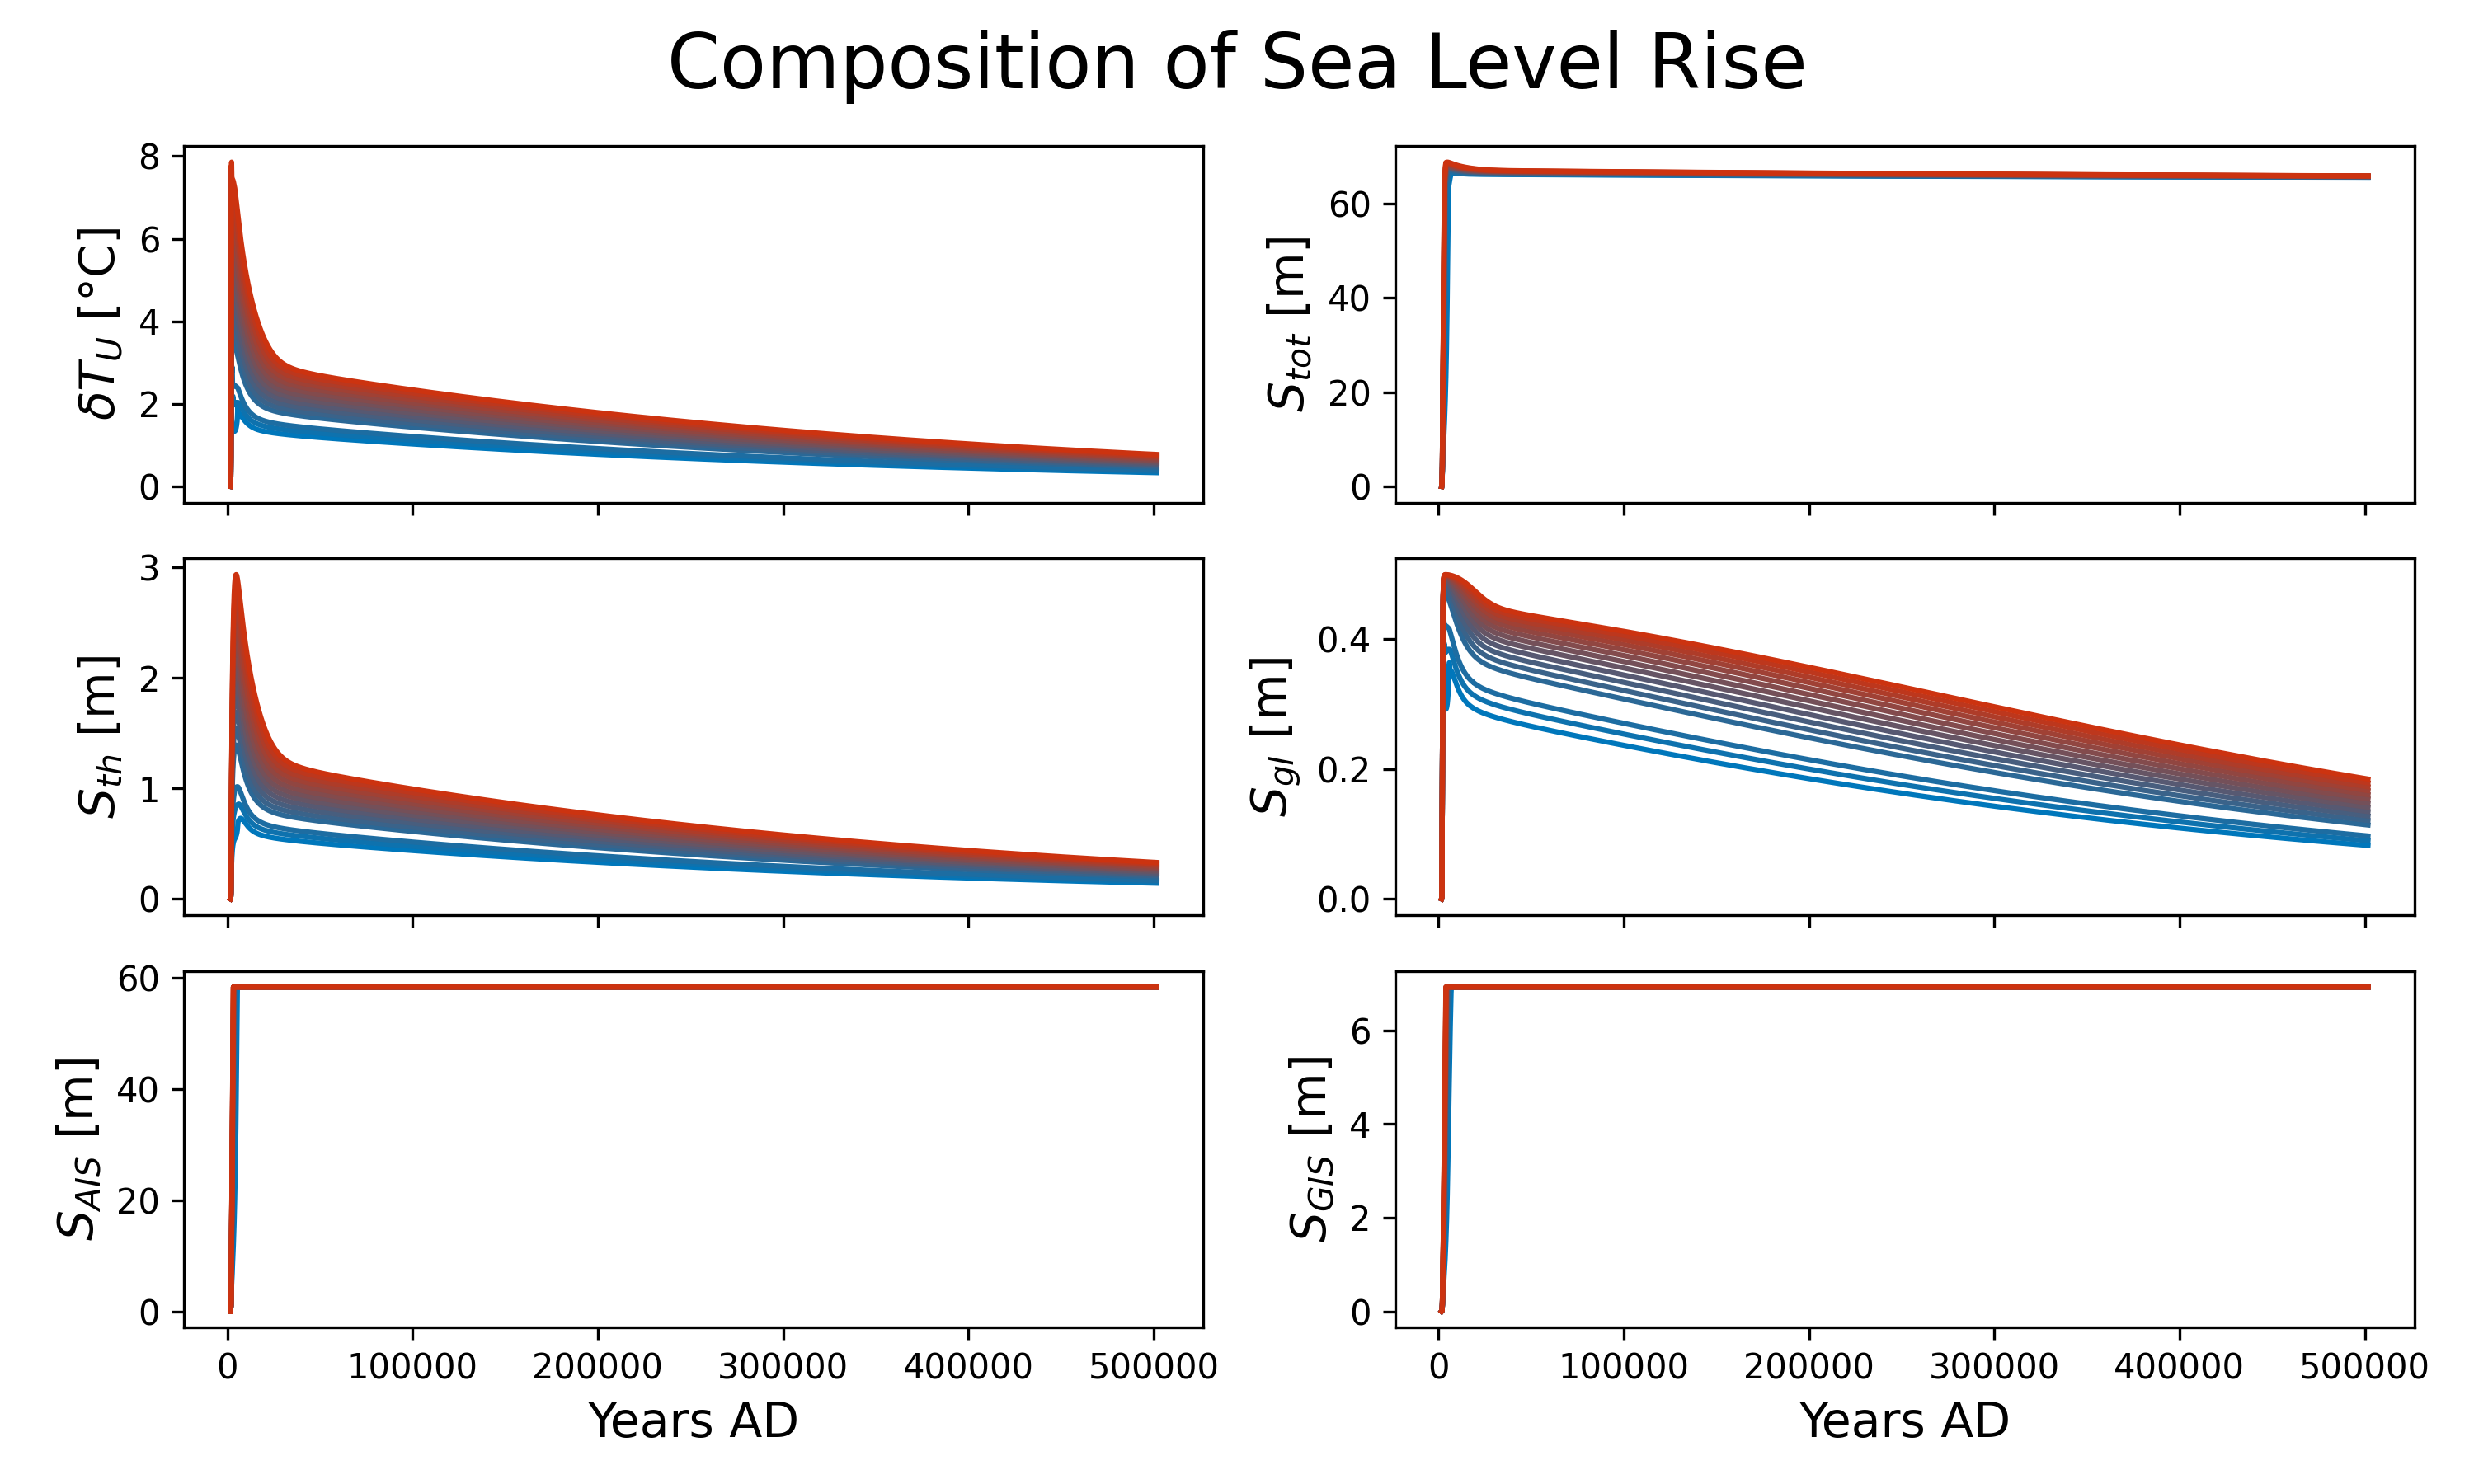 Composition of Sea Level Rise
8
6
4
2
0
δT_U [°C]
60
40
20
0
S_tot [m]
3
2
1
0
S_th [m]
0.4
0.2
0.0
S_gl [m]
60
40
20
0
S_AIS [m]
0 100000 200000 300000 400000 500000
Years AD
6
4
2
0
S_GIS [m]
0 100000 200000 300000 400000 500000
Years AD